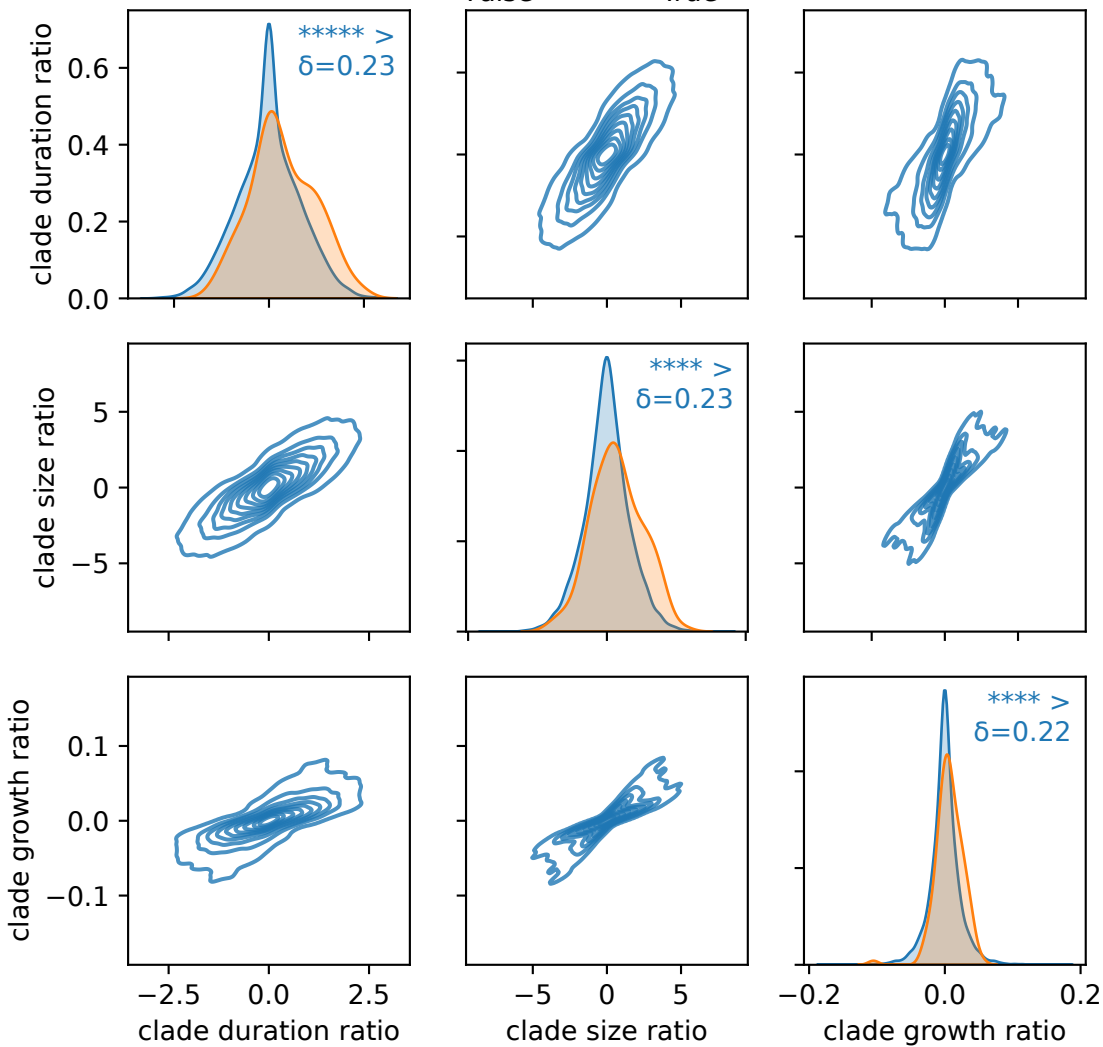 clade duration ratio
0.6
0.4
0.2
0.0
***** >
δ=0.23
clade size ratio
5
0
−5
**** >
δ=0.23
clade growth ratio
0.1
0.0
−0.1
**** >
δ=0.22
−2.5 0.0 2.5
clade duration ratio
−5 0 5
clade size ratio
−0.2 0.0 0.2
clade growth ratio